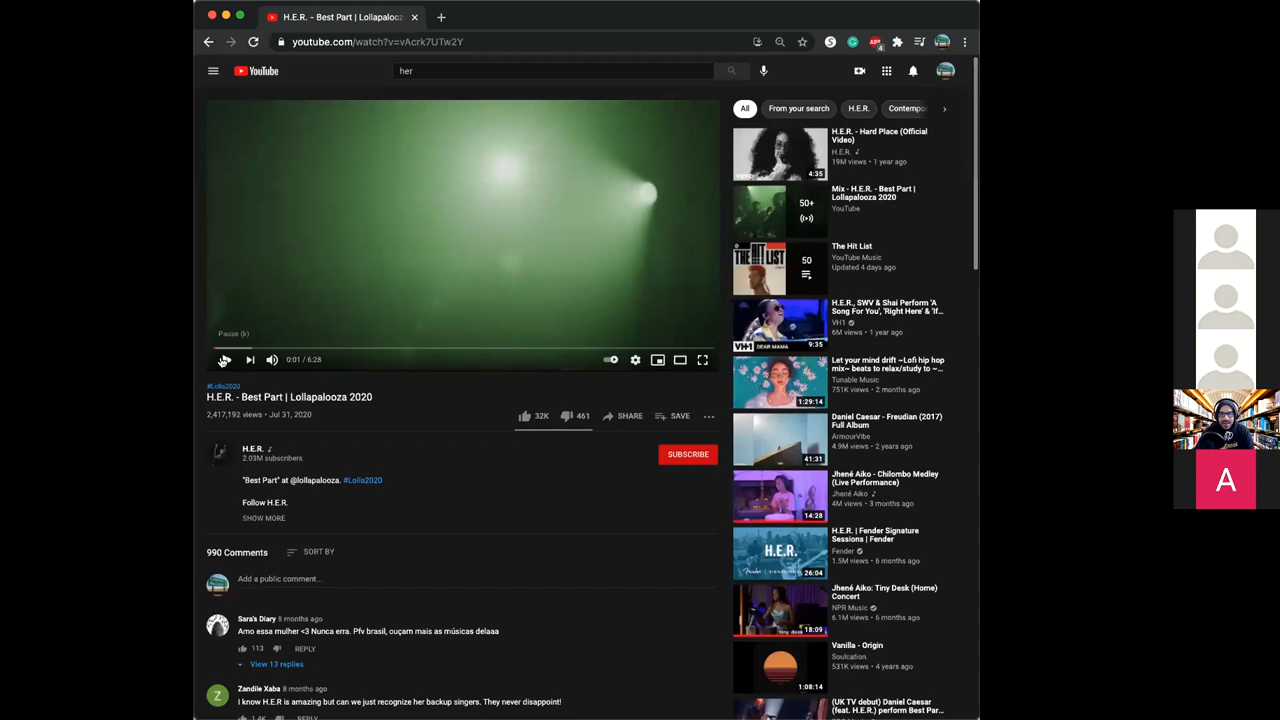 H.E.R. - Best Part | Lollapalooz
youtube.com/watch?v=vAcrk7UTw2Y
4
YouTube
her
All
From your search
H.E.R.
Contempo
Pause (k)
0:01 / 6:28
#Lolla2020
H.E.R. - Best Part | Lollapalooza 2020
2,417,192 views • Jul 31, 2020
32K
461
SHARE
SAVE
H.E.R.
2.03M subscribers
SUBSCRIBE
"Best Part" at @lollapalooza. #Lolla2020
Follow H.E.R.
SHOW MORE
990 Comments
SORT BY
Add a public comment...
Sara's Diary 8 months ago
Amo essa mulher <3 Nunca erra. Pfv brasil, ouçam mais as músicas delaaa
113
REPLY
View 13 replies
Z
Zandile Xaba 8 months ago
I know H.E.R is amazing but can we just recognize her backup singers. They never disappoint!
1.4K
REPLY
vevo
4:35
H.E.R. - Hard Place (Official
Video)
H.E.R.
19M views • 1 year ago
50+
Mix - H.E.R. - Best Part |
Lollapalooza 2020
YouTube
THE HIT
LIST
50
The Hit List
YouTube Music
Updated 4 days ago
VH1
DEAR MAMA
9:35
H.E.R., SWV & Shai Perform 'A
Song For You', 'Right Here' & 'If...
VH1
6M views • 1 year ago
1:29:14
Let your mind drift ~Lofi hip hop
mix~ beats to relax/study to ~...
Tunable Music
751K views • 2 months ago
41:31
Daniel Caesar - Freudian (2017)
Full Album
ArmourVibe
4.9M views • 2 years ago
14:28
Jhené Aiko - Chilombo Medley
(Live Performance)
Jhené Aiko
4M views • 3 months ago
H.E.R.
26:04
H.E.R. | Fender Signature
Sessions | Fender
Fender
1.5M views • 6 months ago
18:09
Jhené Aiko: Tiny Desk (Home)
Concert
NPR Music
6.1M views • 6 months ago
1:08:14
Vanilla - Origin
Soulcation.
531K views • 4 years ago
(UK TV debut) Daniel Caesar
(feat. H.E.R.) perform Best Par...
A